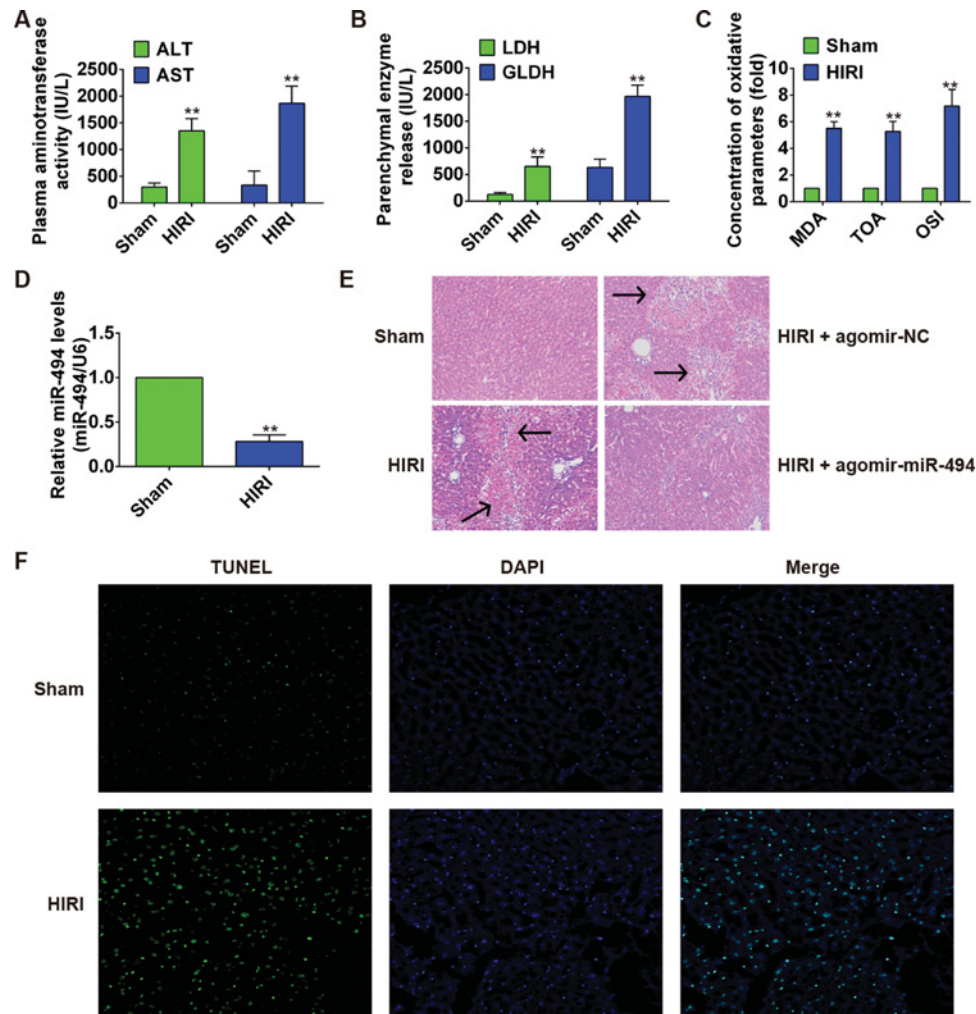 A
Plasma aminotransferase
activity (IU/L)
ALT
AST
2500
2000
1500
1000
500
0
**
**
Sham
HIRI
Sham
HIRI
B
Parenchymal enzyme
release (IU/L)
LDH
GLDH
2500
2000
1500
1000
500
0
**
**
Sham
HIRI
Sham
HIRI
C
Concentration of oxidative
parameters (fold)
Sham
HIRI
10
8
6
4
2
0
**
**
**
MDA
TOA
OSI
D
Relative miR-494 levels
(miR-494/U6)
1.5
1.0
0.5
0.0
**
Sham
HIRI
E
Sham
HIRI + agomir-NC
HIRI
HIRI + agomir-miR-494
F
TUNEL
DAPI
Merge
Sham
HIRI